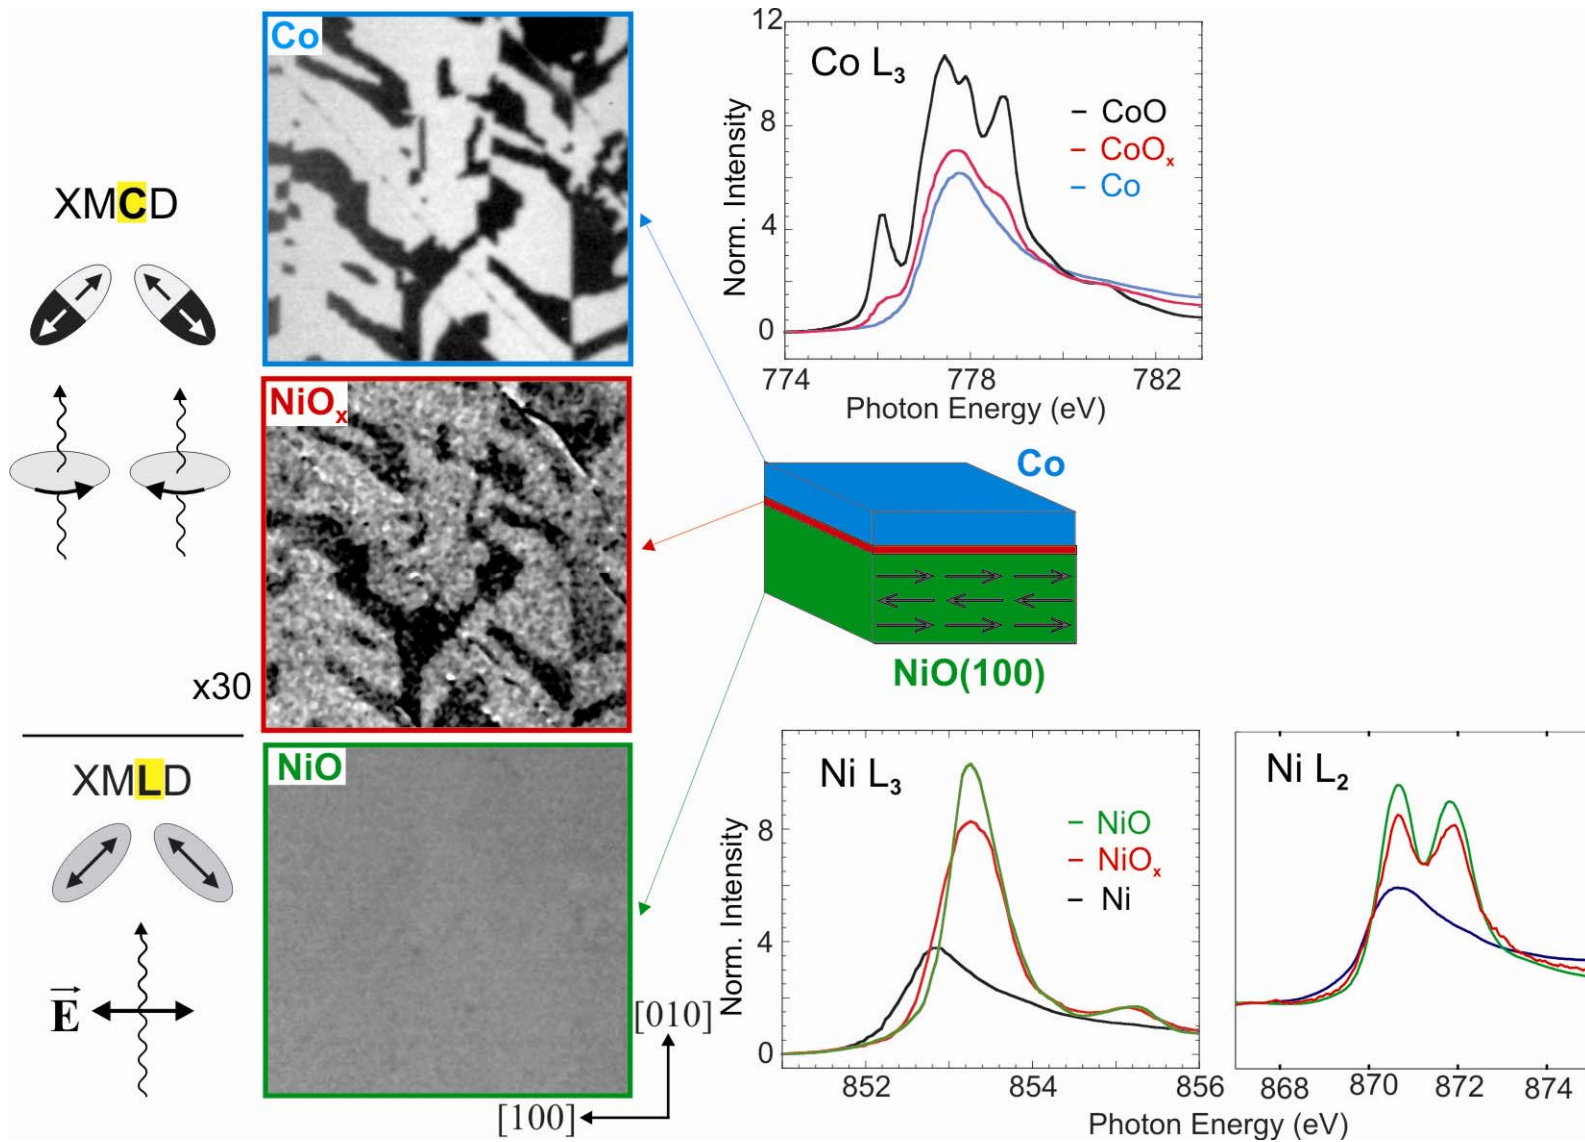 XMCD
x30
XMLD
E
Co
NiOx
NiO
[010]
[100]
12
8
4
0
Norm. Intensity
Co L3
CoO
CoOx
Co
774
778
782
Photon Energy (eV)
Co
NiO(100)
8
4
0
Norm. Intensity
Ni L3
NiO
NiOx
Ni
852
854
856
Ni L2
868
870
872
874
Photon Energy (eV)